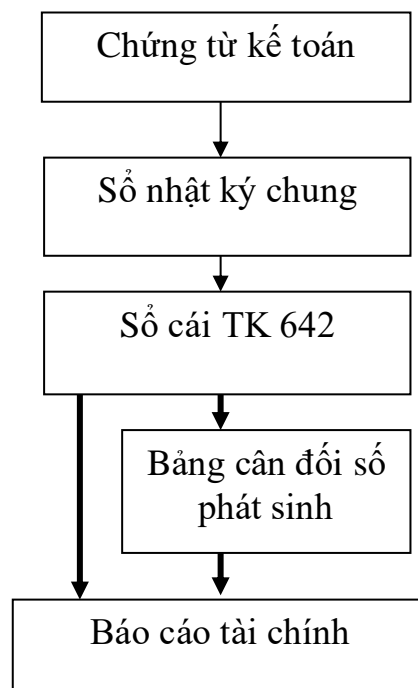 Chứng từ kế toán
Sổ nhật ký chung
Sổ cái TK 642
Bảng cân đối số
phát sinh
Báo cáo tài chính